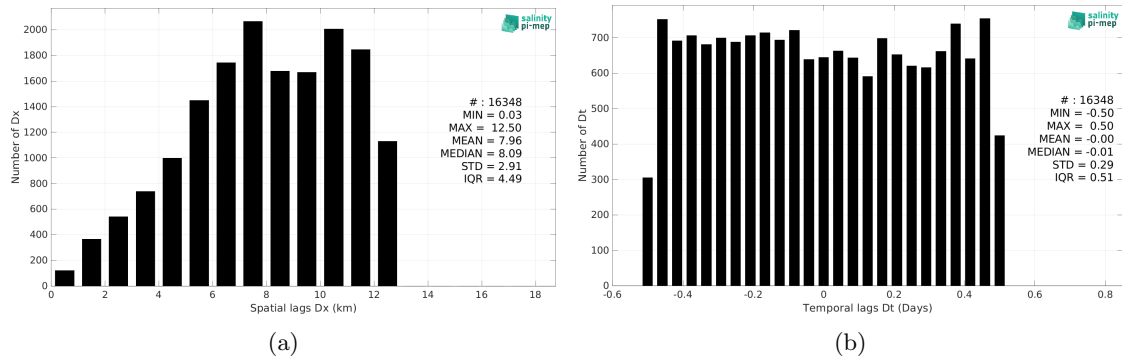 salinity
pi-mep
2000
1800
1600
1400
1200
1000
800
600
400
200
0
Number of Dx
# : 16348
MIN = 0.03
MAX = 12.50
MEAN = 7.96
MEDIAN = 8.09
STD = 2.91
IQR = 4.49
0 2 4 6 8 10 12 14 16 18
Spatial lags Dx (km)
(a)
salinity
pi-mep
700
600
500
400
300
200
100
0
Number of Dt
# : 16348
MIN = -0.50
MAX = 0.50
MEAN = -0.00
MEDIAN = -0.01
STD = 0.29
IQR = 0.51
-0.6 -0.4 -0.2 0 0.2 0.4 0.6 0.8
Temporal lags Dt (Days)
(b)